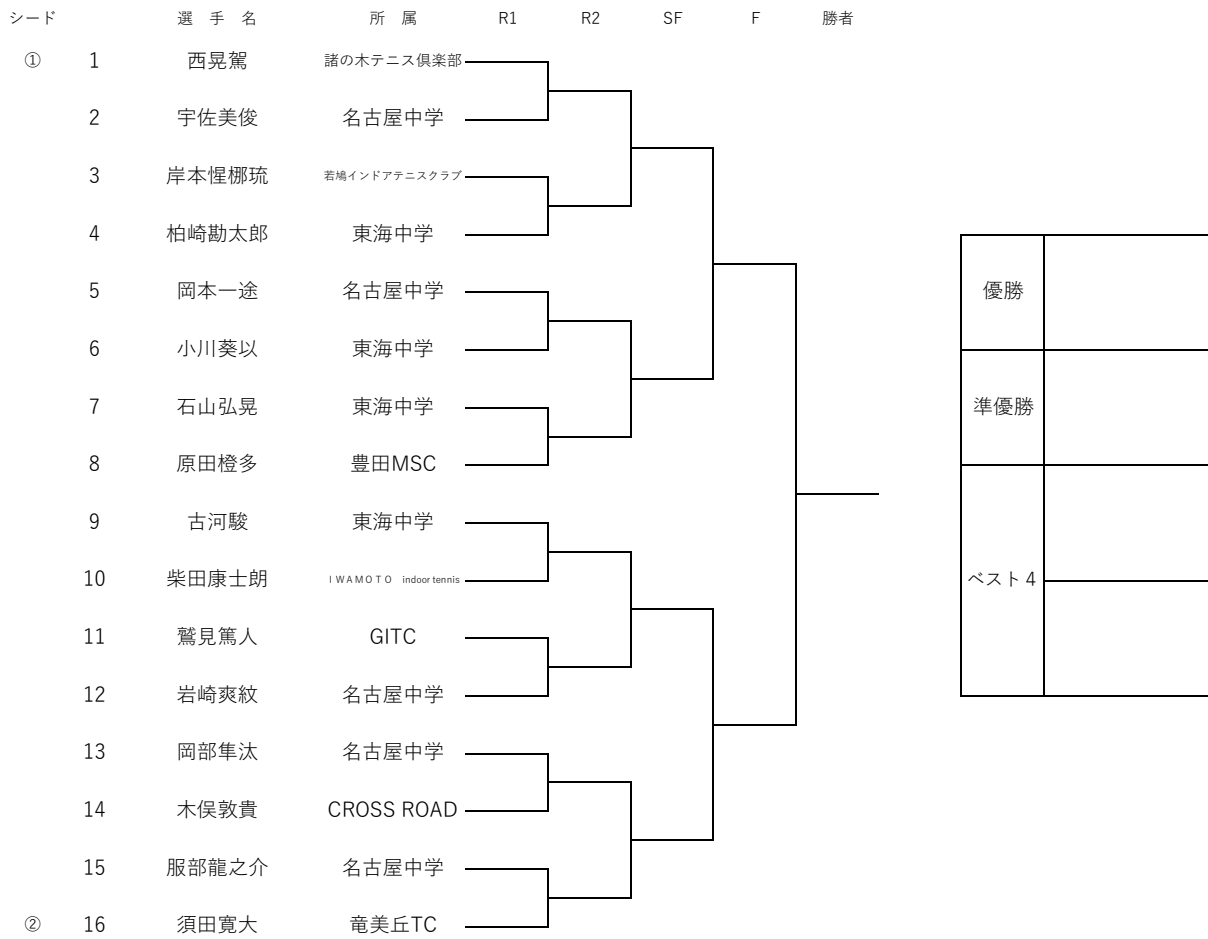 シード 選 手 名 所 属 R1 R2 SF F 勝者
① 1 西晃駕 諸の木テニス倶楽部
2 宇佐美俊 名古屋中学
3 岸本惺梛琉 若鳩インドアテニスクラブ
4 柏崎勘太郎 東海中学
5 岡本一途 名古屋中学
優勝
6 小川葵以 東海中学
7 石山弘晃 東海中学
準優勝
8 原田橙多 豊田MSC
9 古河駿 東海中学
10 柴田康士朗 ＩＷＡＭＯＴＯ　indoor tennis
ベスト４
11 鷲見篤人 GITC
12 岩崎爽紋 名古屋中学
13 岡部隼汰 名古屋中学
14 木俣敦貴 CROSS ROAD
15 服部龍之介 名古屋中学
② 16 須田寛大 竜美丘TC